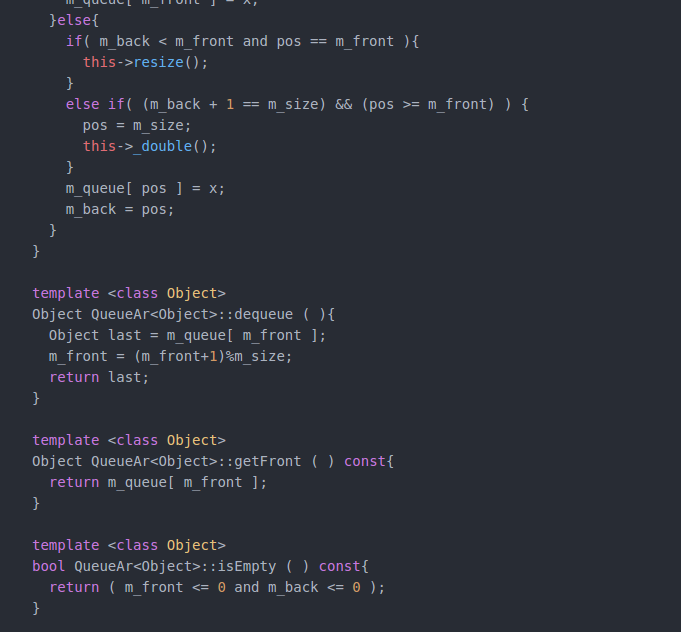 m_queue[ m_front ] = x;
}else{
if( m_back < m_front and pos == m_front ){
this->resize();
}
else if( (m_back + 1 == m_size) && (pos >= m_front) ) {
pos = m_size;
this->_double();
}
m_queue[ pos ] = x;
m_back = pos;
}
}
template <class Object>
Object QueueAr<Object>::dequeue ( ){
Object last = m_queue[ m_front ];
m_front = (m_front+1)%m_size;
return last;
}
template <class Object>
Object QueueAr<Object>::getFront ( ) const{
return m_queue[ m_front ];
}
template <class Object>
bool QueueAr<Object>::isEmpty ( ) const{
return ( m_front <= 0 and m_back <= 0 );
}